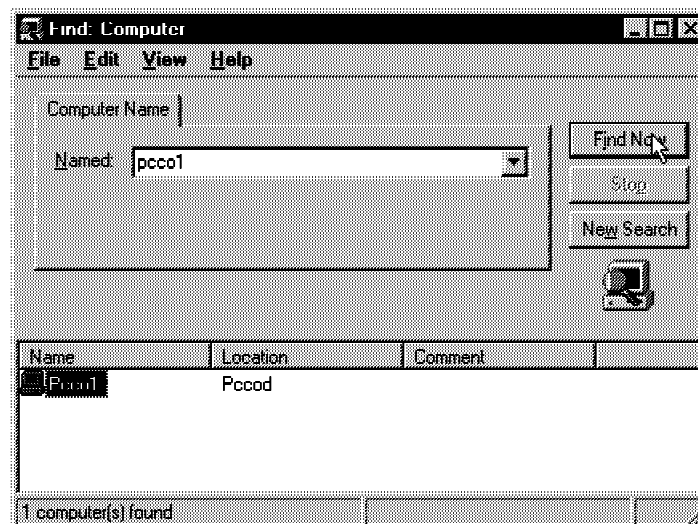 Find: Computer
File Edit View Help
Computer Name
Named: pcco1
Find Now
Stop
New Search
Name Location Comment
Pcco1 Pccod
1 computer(s) found